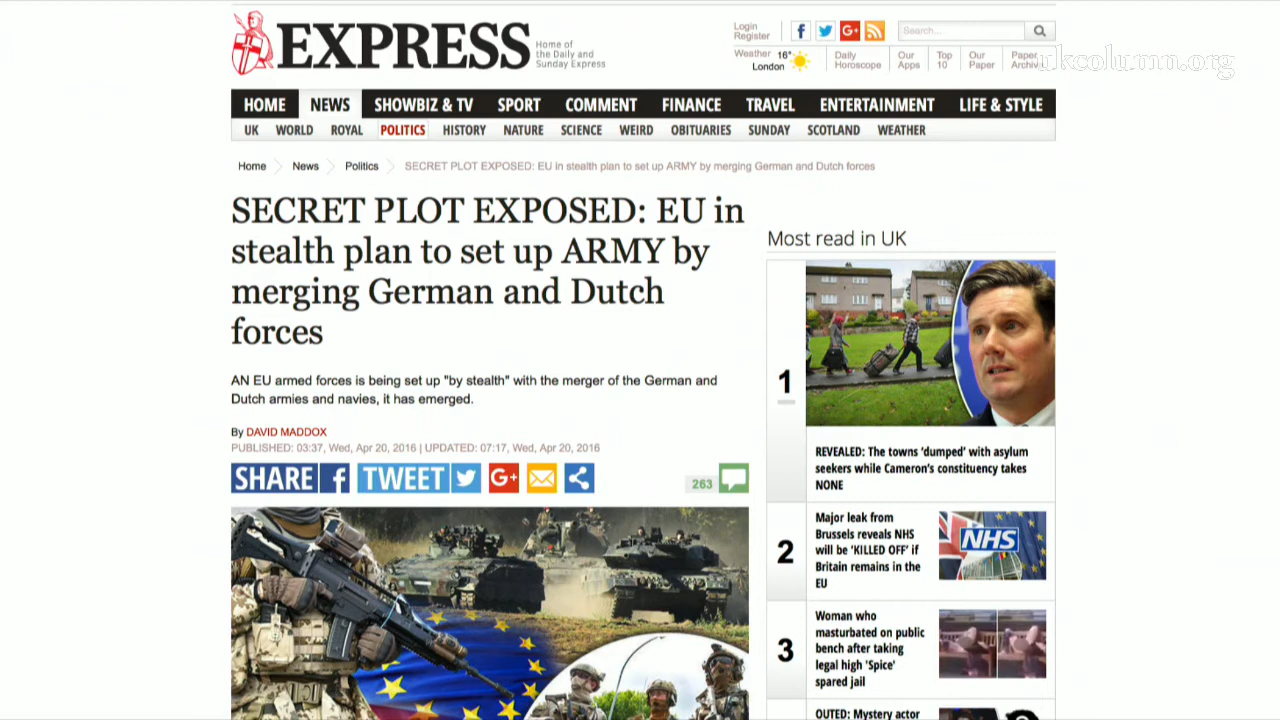 ukcolumn.org
EXPRESS
Home of
the Daily and
Sunday Express
Login
Register
Search...
Weather 16°
London
Daily
Horoscope
Our
Apps
Top
10
Our
Paper
Paper
Archive
HOME NEWS SHOWBIZ & TV SPORT COMMENT FINANCE TRAVEL ENTERTAINMENT LIFE & STYLE
UK WORLD ROYAL POLITICS HISTORY NATURE SCIENCE WEIRD OBITUARIES SUNDAY SCOTLAND WEATHER
Home News Politics SECRET PLOT EXPOSED: EU in stealth plan to set up ARMY by merging German and Dutch forces
SECRET PLOT EXPOSED: EU in
stealth plan to set up ARMY by
merging German and Dutch
forces
AN EU armed forces is being set up "by stealth" with the merger of the German and
Dutch armies and navies, it has emerged.
By DAVID MADDOX
PUBLISHED: 03:37, Wed, Apr 20, 2016 | UPDATED: 07:17, Wed, Apr 20, 2016
SHARE f TWEET G+ 263
Most read in UK
1
REVEALED: The towns 'dumped' with asylum
seekers while Cameron's constituency takes
NONE
2
Major leak from
Brussels reveals NHS
will be 'KILLED OFF' if
Britain remains in the
EU
NHS
3
Woman who
masturbated on public
bench after taking
legal high 'Spice'
spared jail
OUTED: Mystery actor